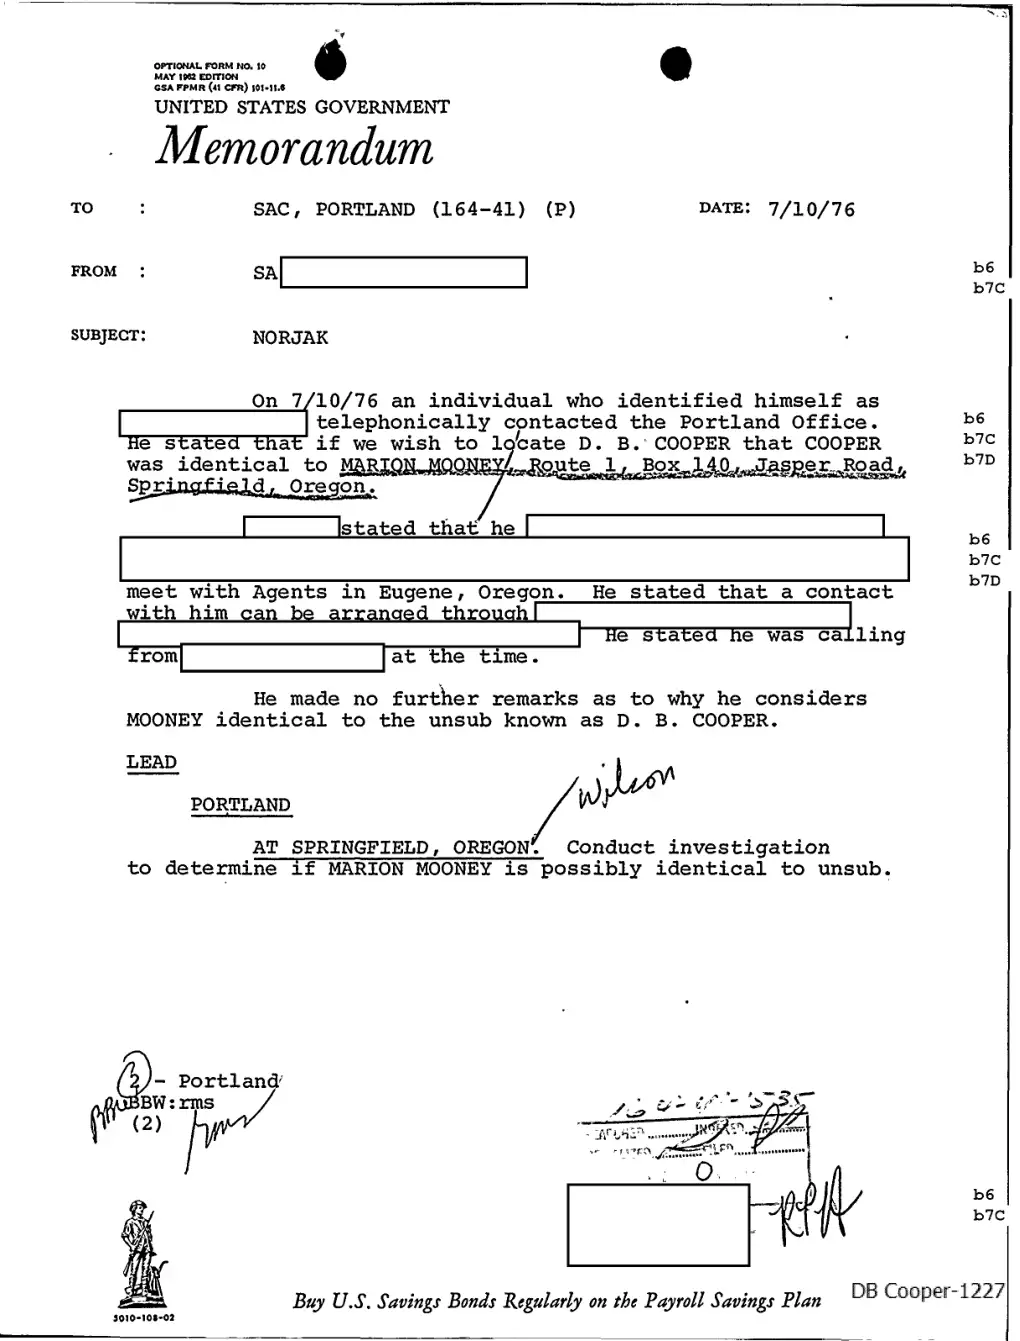 OPTIONAL FORM NO. 10
MAY 1962 EDITION
GSA FPMR (41 CFR) 101-11.6
UNITED STATES GOVERNMENT
Memorandum
TO : SAC, PORTLAND (164-41) (P) DATE: 7/10/76
FROM : SA
b6
b7C
SUBJECT: NORJAK
On 7/10/76 an individual who identified himself as
telephonically contacted the Portland Office.
He stated that if we wish to locate D. B. COOPER that COOPER
was identical to MARION MOONEY, Route 1, Box 140, Jasper Road,
Springfield, Oregon.
b6
b7C
b7D
stated that he
meet with Agents in Eugene, Oregon. He stated that a contact
with him can be arranged through
He stated he was calling
from at the time.
b6
b7C
b7D
He made no further remarks as to why he considers
MOONEY identical to the unsub known as D. B. COOPER.
LEAD
Wilson
PORTLAND
AT SPRINGFIELD, OREGON. Conduct investigation
to determine if MARION MOONEY is possibly identical to unsub.
2 - Portland
BBW:rms
(2)
rms
INDEXED
FILED
b6
b7C
5010-108-02
Buy U.S. Savings Bonds Regularly on the Payroll Savings Plan
DB Cooper-1227